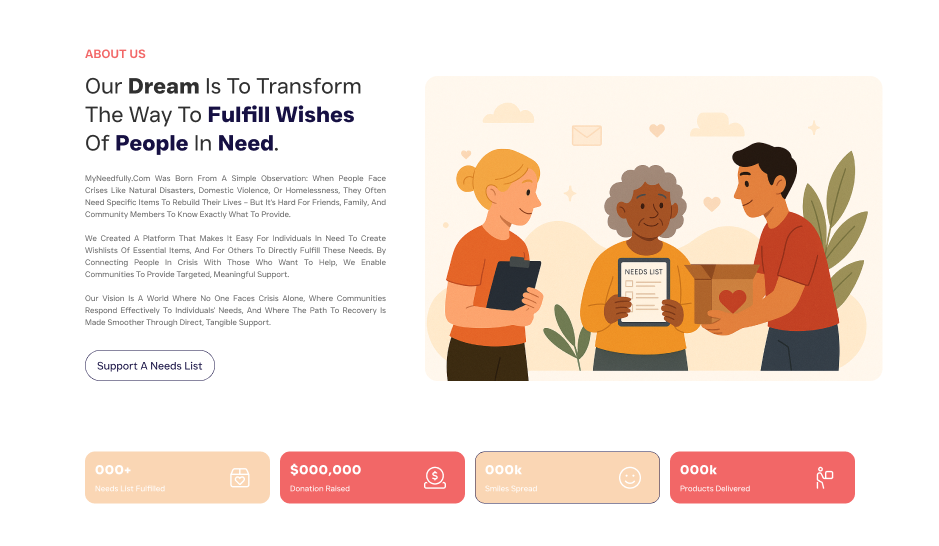 ABOUT US
Our Dream Is To Transform
The Way To Fulfill Wishes
Of People In Need.
MyNeedfully.Com Was Born From A Simple Observation: When People Face
Crises Like Natural Disasters, Domestic Violence, Or Homelessness, They Often
Need Specific Items To Rebuild Their Lives – But It's Hard For Friends, Family, And
Community Members To Know Exactly What To Provide.
We Created A Platform That Makes It Easy For Individuals In Need To Create
Wishlists Of Essential Items, And For Others To Directly Fulfill These Needs. By
Connecting People In Crisis With Those Who Want To Help, We Enable
Communities To Provide Targeted, Meaningful Support.
Our Vision Is A World Where No One Faces Crisis Alone, Where Communities
Respond Effectively To Individuals' Needs, And Where The Path To Recovery Is
Made Smoother Through Direct, Tangible Support.
Support A Needs List
NEEDS LIST
000+
Needs List Fulfilled
$000,000
Donation Raised
000k
Smiles Spread
000k
Products Delivered